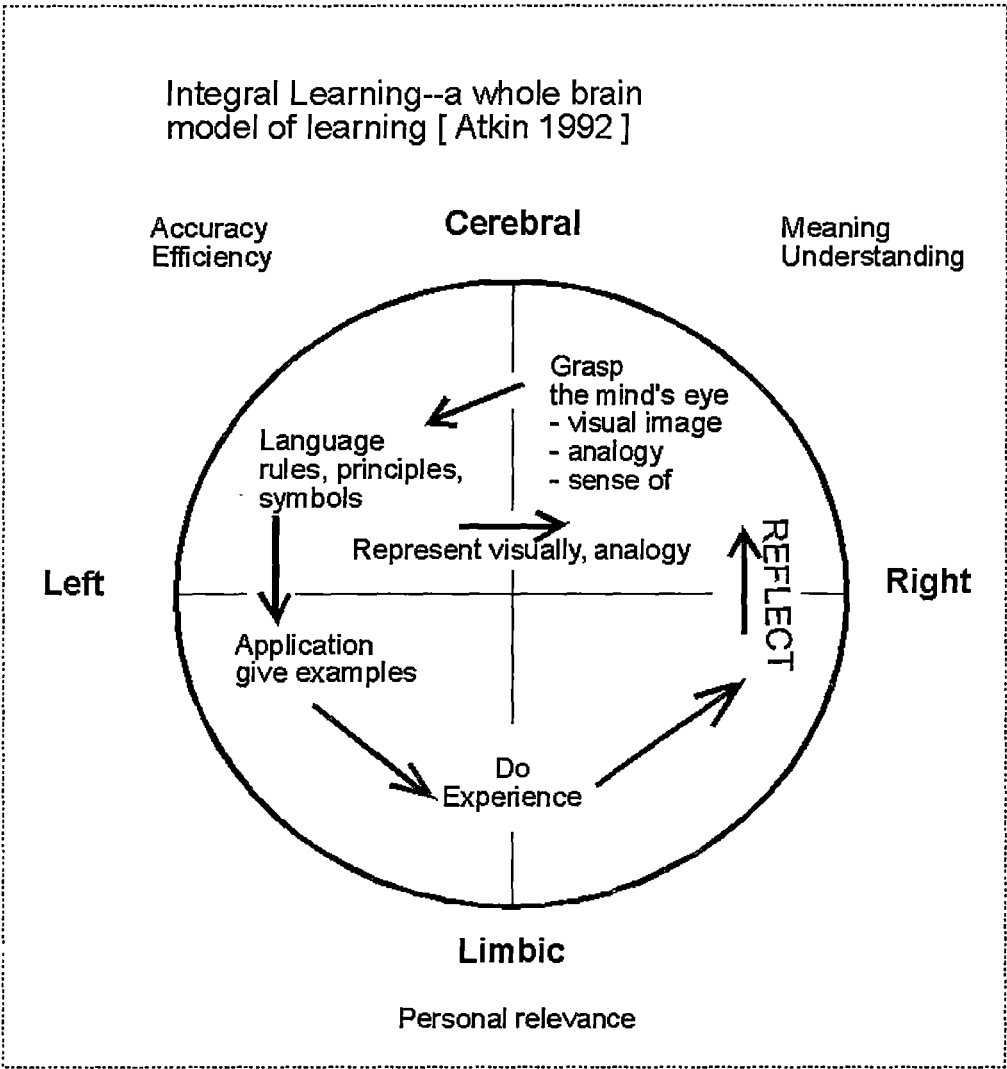 Integral Learning--a whole brain
model of learning [ Atkin 1992 ]
Accuracy
Efficiency
Cerebral
Meaning
Understanding
Grasp
the mind's eye
- visual image
- analogy
- sense of
Language
rules, principles,
symbols
Represent visually, analogy
REFLECT
Left
Right
Application
give examples
Do
Experience
Limbic
Personal relevance